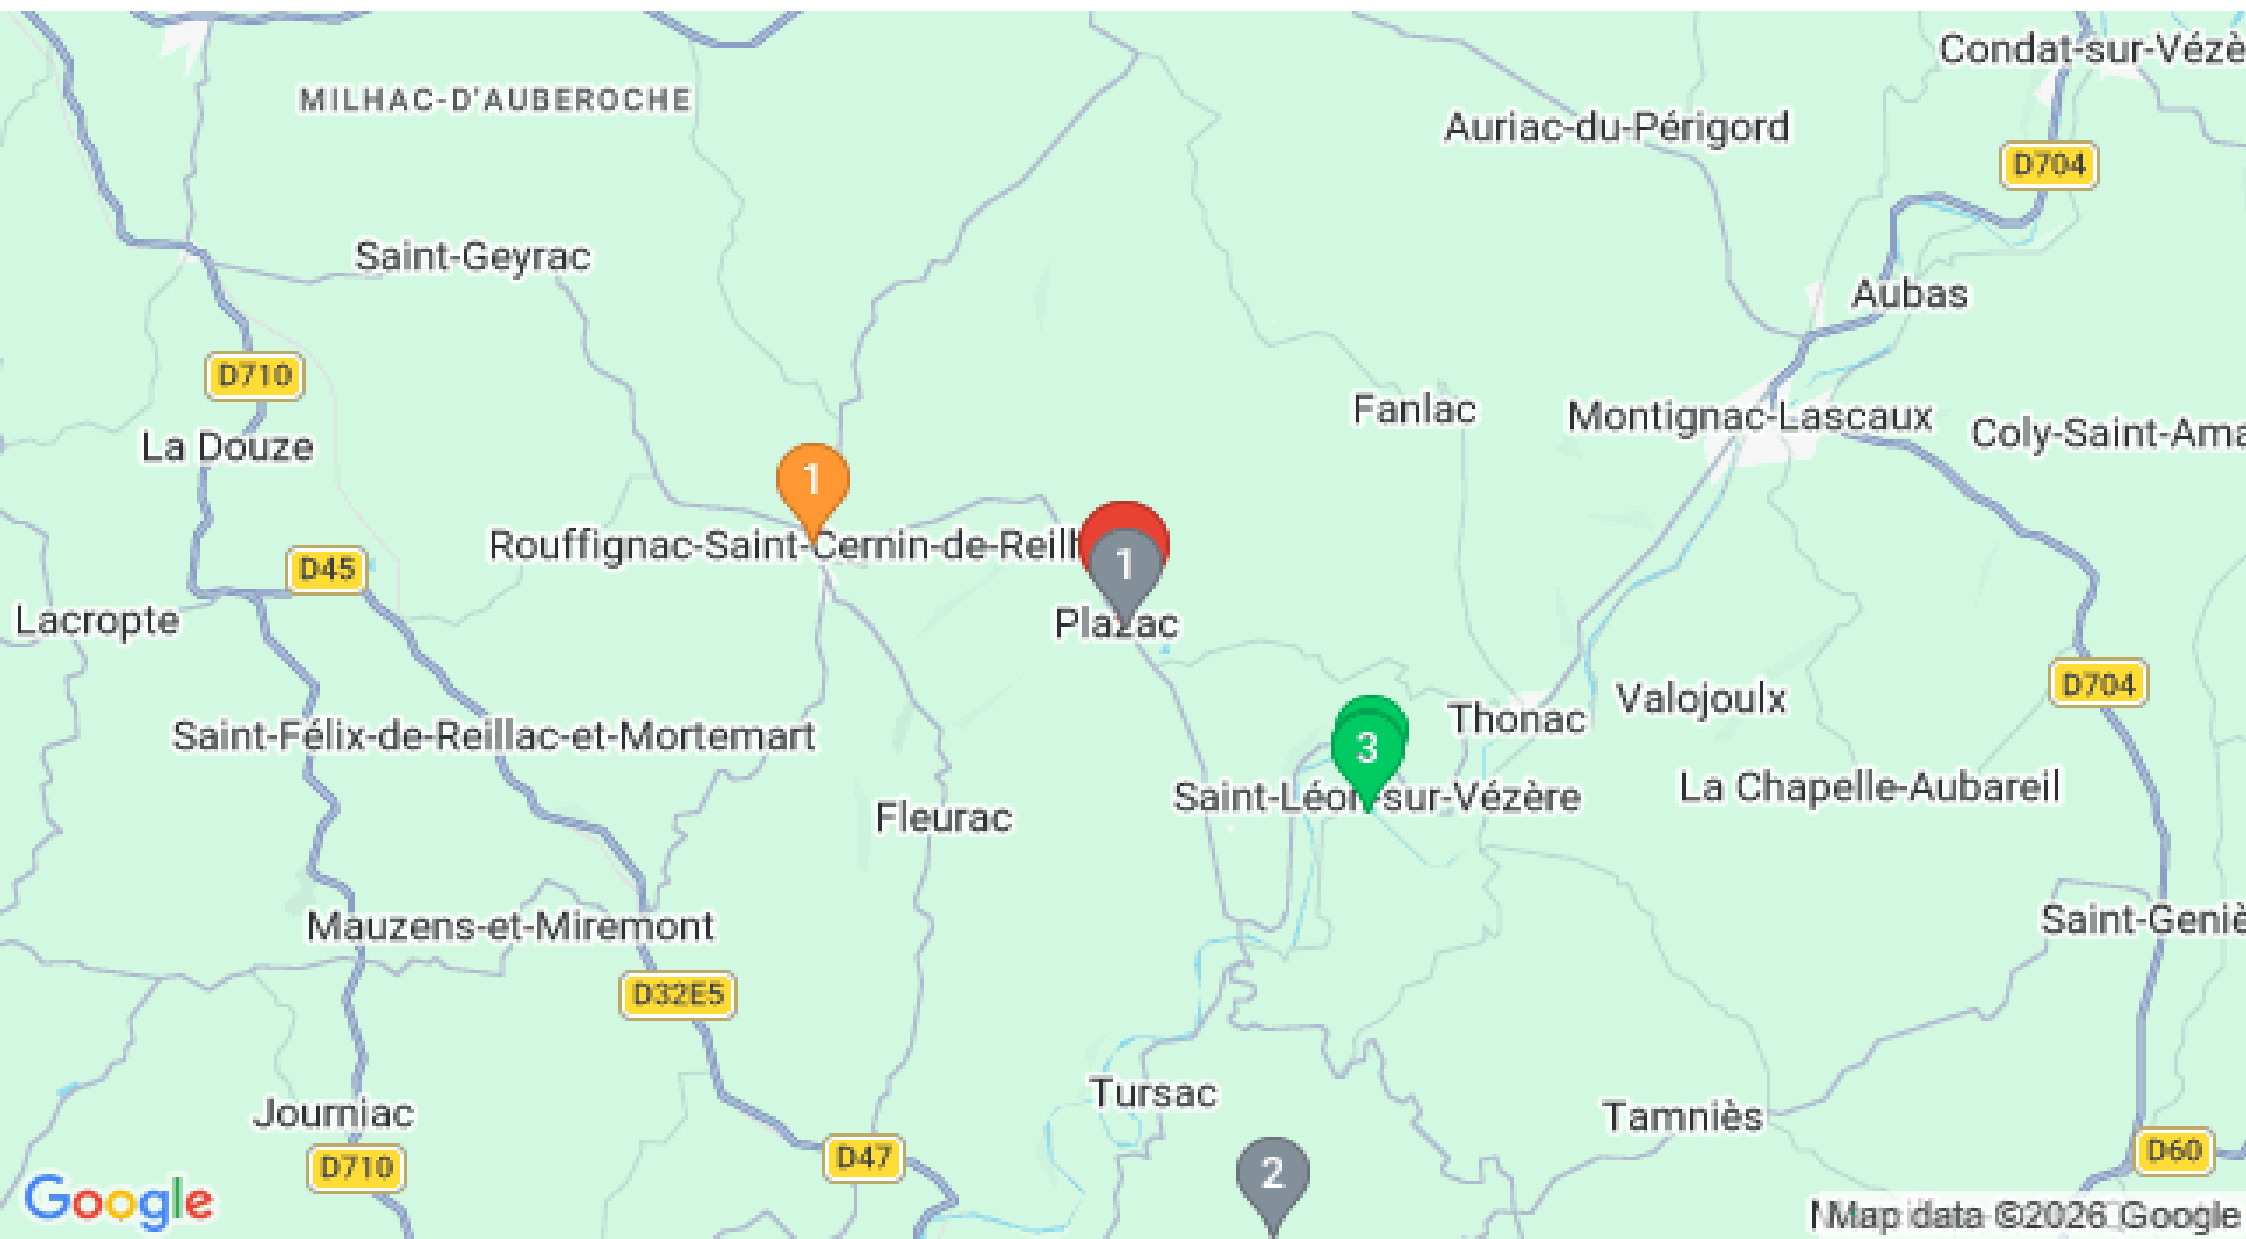 Condat-sur-Vézè
MILHAC-D'AUBEROCHE
Auriac-du-Périgord
D704
Saint-Geyrac
Aubas
D710
Fanlac
Montignac-Lascaux
La Douze
Coly-Saint-Ama
1
Rouffignac-Saint-Cernin-de-Reilh
1
D45
Lacropte
Plazac
D704
Valojoulx
Thonac
Saint-Félix-de-Reillac-et-Mortemart
3
La Chapelle-Aubareil
Saint-Léon-sur-Vézère
Fleurac
Saint-Geniè
Mauzens-et-Miremont
D32E5
Tursac
Journiac
Tamniès
D47
D60
D710
2
Google
Map data ©2026 Google